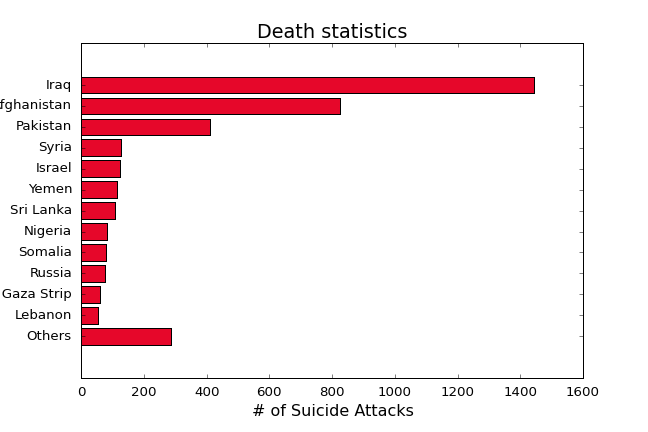 Death statistics
Iraq
fghanistan
Pakistan
Syria
Israel
Yemen
Sri Lanka
Nigeria
Somalia
Russia
Gaza Strip
Lebanon
Others
0 200 400 600 800 1000 1200 1400 1600
# of Suicide Attacks